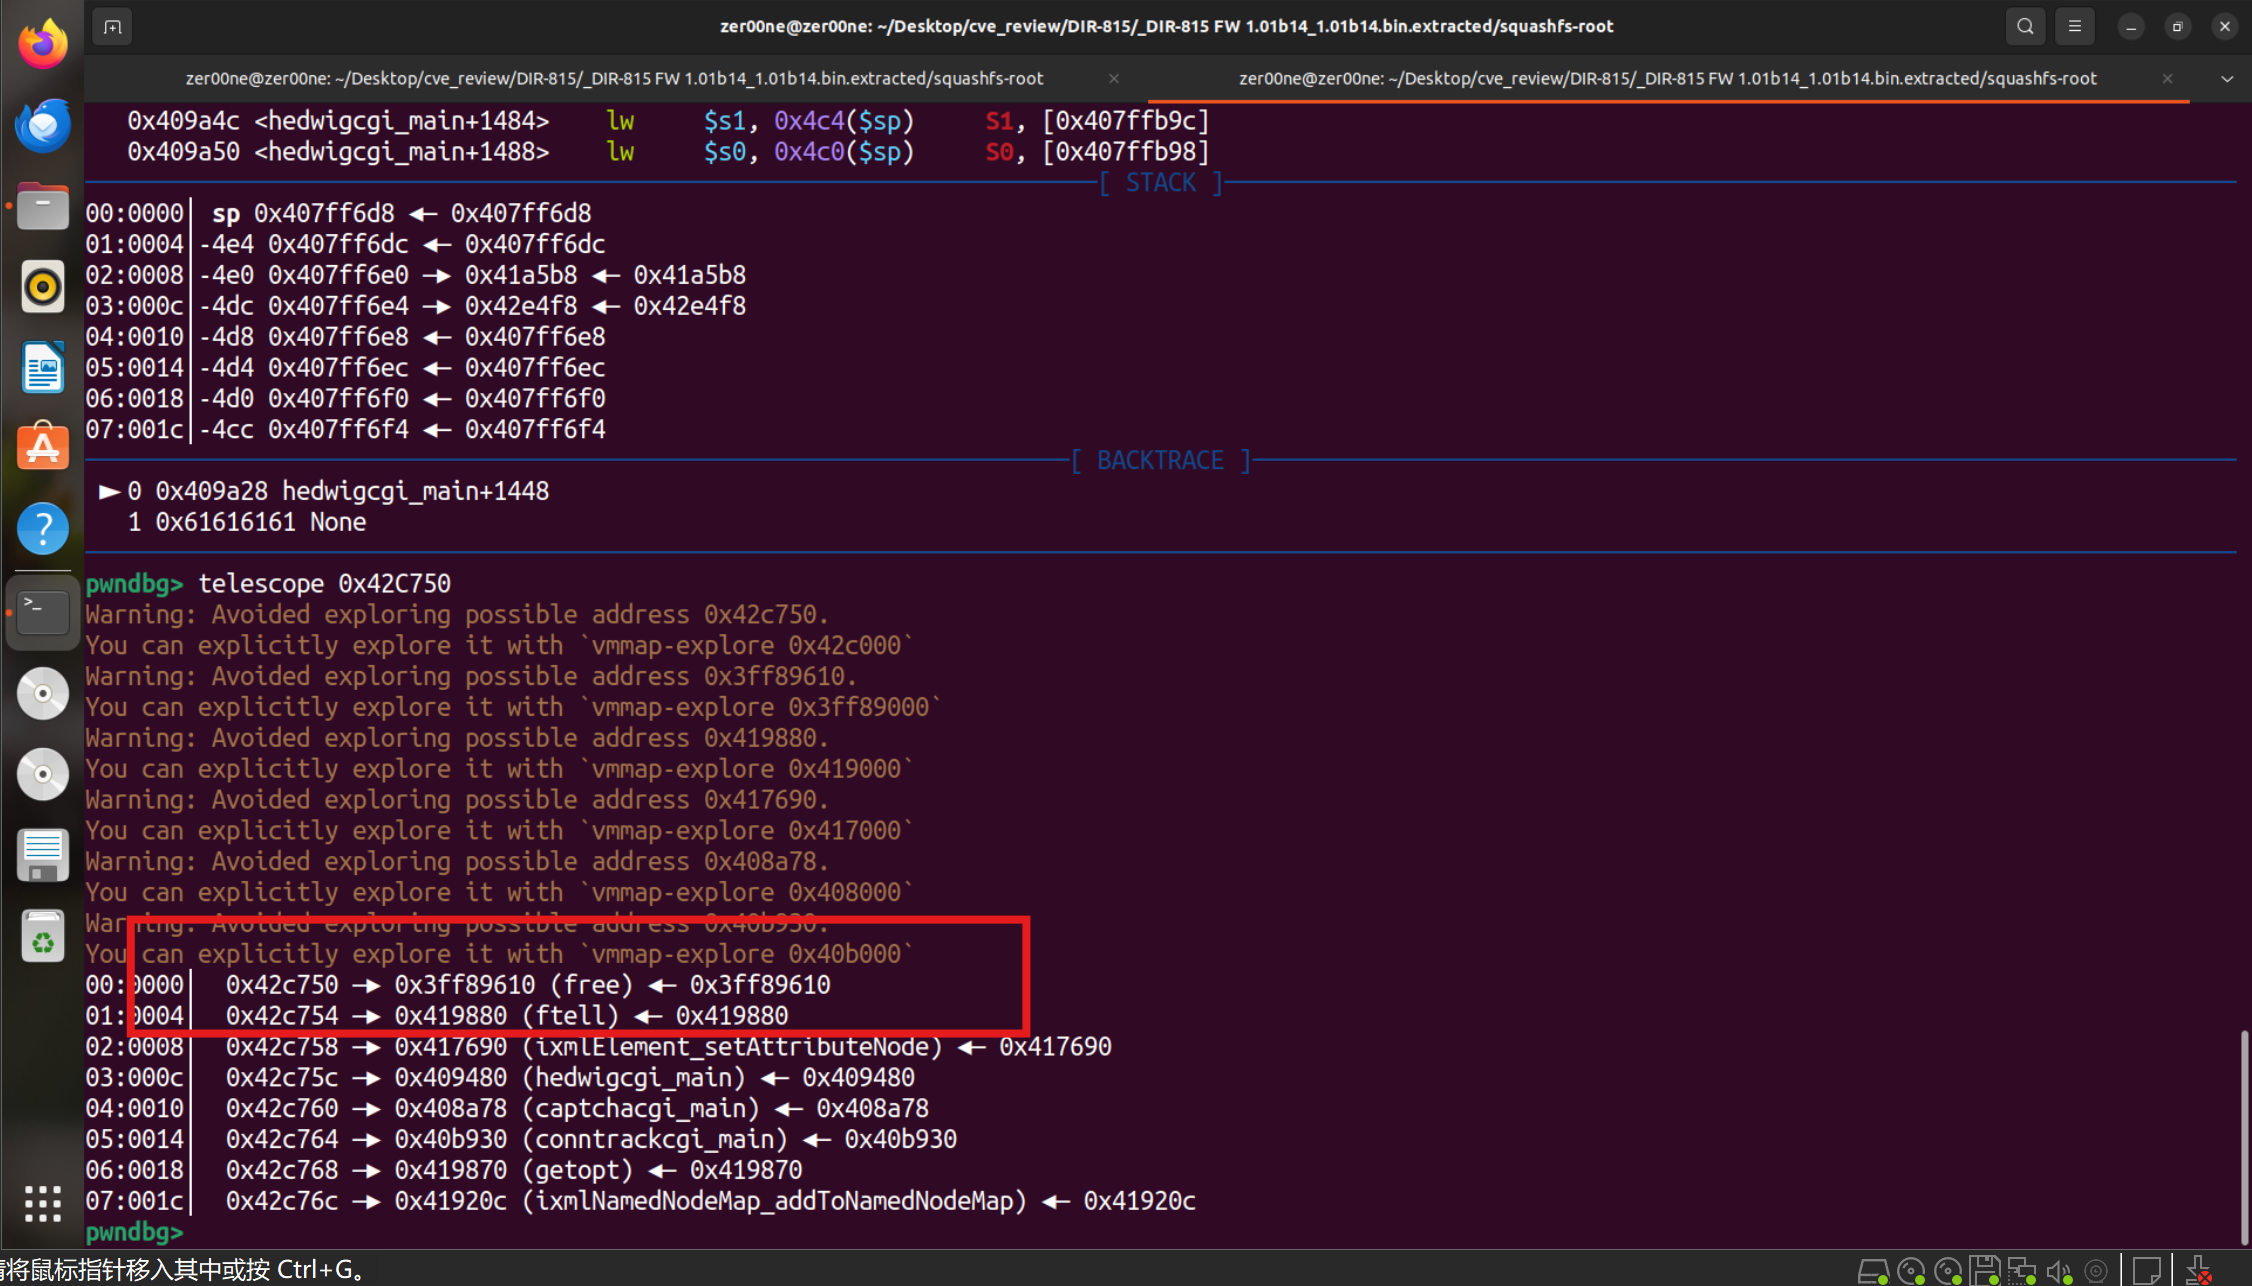 zer00ne@zer00ne: ~/Desktop/cve_review/DIR-815/_DIR-815 FW 1.01b14_1.01b14.bin.extracted/squashfs-root
zer00ne@zer00ne: ~/Desktop/cve_review/DIR-815/_DIR-815 FW 1.01b14_1.01b14.bin.extracted/squashfs-root
zer00ne@zer00ne: ~/Desktop/cve_review/DIR-815/_DIR-815 FW 1.01b14_1.01b14.bin.extracted/squashfs-root
0x409a4c <hedwigcgi_main+1484> lw $s1, 0x4c4($sp) S1, [0x407ffb9c]
0x409a50 <hedwigcgi_main+1488> lw $s0, 0x4c0($sp) S0, [0x407ffb98]
[ STACK ]
00:0000│ sp 0x407ff6d8 ◂— 0x407ff6d8
01:0004│-4e4 0x407ff6dc ◂— 0x407ff6dc
02:0008│-4e0 0x407ff6e0 —▸ 0x41a5b8 ◂— 0x41a5b8
03:000c│-4dc 0x407ff6e4 —▸ 0x42e4f8 ◂— 0x42e4f8
04:0010│-4d8 0x407ff6e8 ◂— 0x407ff6e8
05:0014│-4d4 0x407ff6ec ◂— 0x407ff6ec
06:0018│-4d0 0x407ff6f0 ◂— 0x407ff6f0
07:001c│-4cc 0x407ff6f4 ◂— 0x407ff6f4
[ BACKTRACE ]
► 0 0x409a28 hedwigcgi_main+1448
1 0x61616161 None
pwndbg> telescope 0x42C750
Warning: Avoided exploring possible address 0x42c750.
You can explicitly explore it with `vmmap-explore 0x42c000`
Warning: Avoided exploring possible address 0x3ff89610.
You can explicitly explore it with `vmmap-explore 0x3ff89000`
Warning: Avoided exploring possible address 0x419880.
You can explicitly explore it with `vmmap-explore 0x419000`
Warning: Avoided exploring possible address 0x417690.
You can explicitly explore it with `vmmap-explore 0x417000`
Warning: Avoided exploring possible address 0x408a78.
You can explicitly explore it with `vmmap-explore 0x408000`
Warning: Avoided exploring possible address 0x40b930.
You can explicitly explore it with `vmmap-explore 0x40b000`
00:0000│ 0x42c750 —▸ 0x3ff89610 (free) ◂— 0x3ff89610
01:0004│ 0x42c754 —▸ 0x419880 (ftell) ◂— 0x419880
02:0008│ 0x42c758 —▸ 0x417690 (ixmlElement_setAttributeNode) ◂— 0x417690
03:000c│ 0x42c75c —▸ 0x409480 (hedwigcgi_main) ◂— 0x409480
04:0010│ 0x42c760 —▸ 0x408a78 (captchacgi_main) ◂— 0x408a78
05:0014│ 0x42c764 —▸ 0x40b930 (conntrackcgi_main) ◂— 0x40b930
06:0018│ 0x42c768 —▸ 0x419870 (getopt) ◂— 0x419870
07:001c│ 0x42c76c —▸ 0x41920c (ixmlNamedNodeMap_addToNamedNodeMap) ◂— 0x41920c
pwndbg>
将鼠标指针移入其中或按 Ctrl+G。